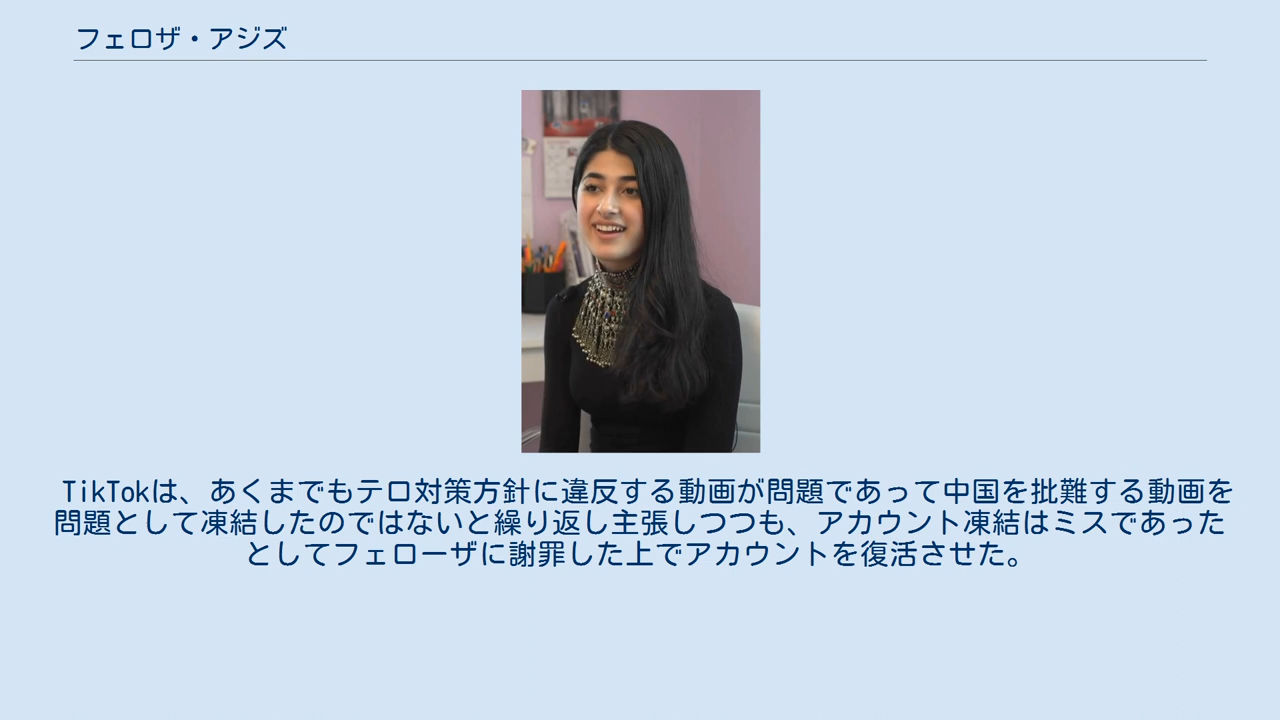 フェロザ・アジズ
TikTokは、あくまでもテロ対策方針に違反する動画が問題であって中国を批難する動画を
問題として凍結したのではないと繰り返し主張しつつも、アカウント凍結はミスであった
としてフェローザに謝罪した上でアカウントを復活させた。